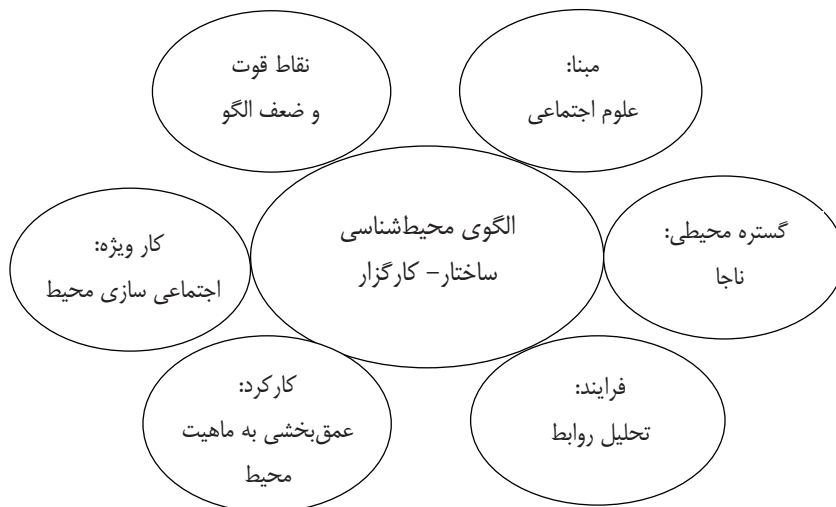 مبنا:
علوم اجتماعی
نقاط قوت
و ضعف الگو
الگوی محیط‌شناسی
ساختار– کارگزار
گستره محیطی:
ناجا
کار ویژه:
اجتماعی سازی محیط
فرایند:
تحلیل روابط
کارکرد:
عمق‌بخشی به ماهیت
محیط